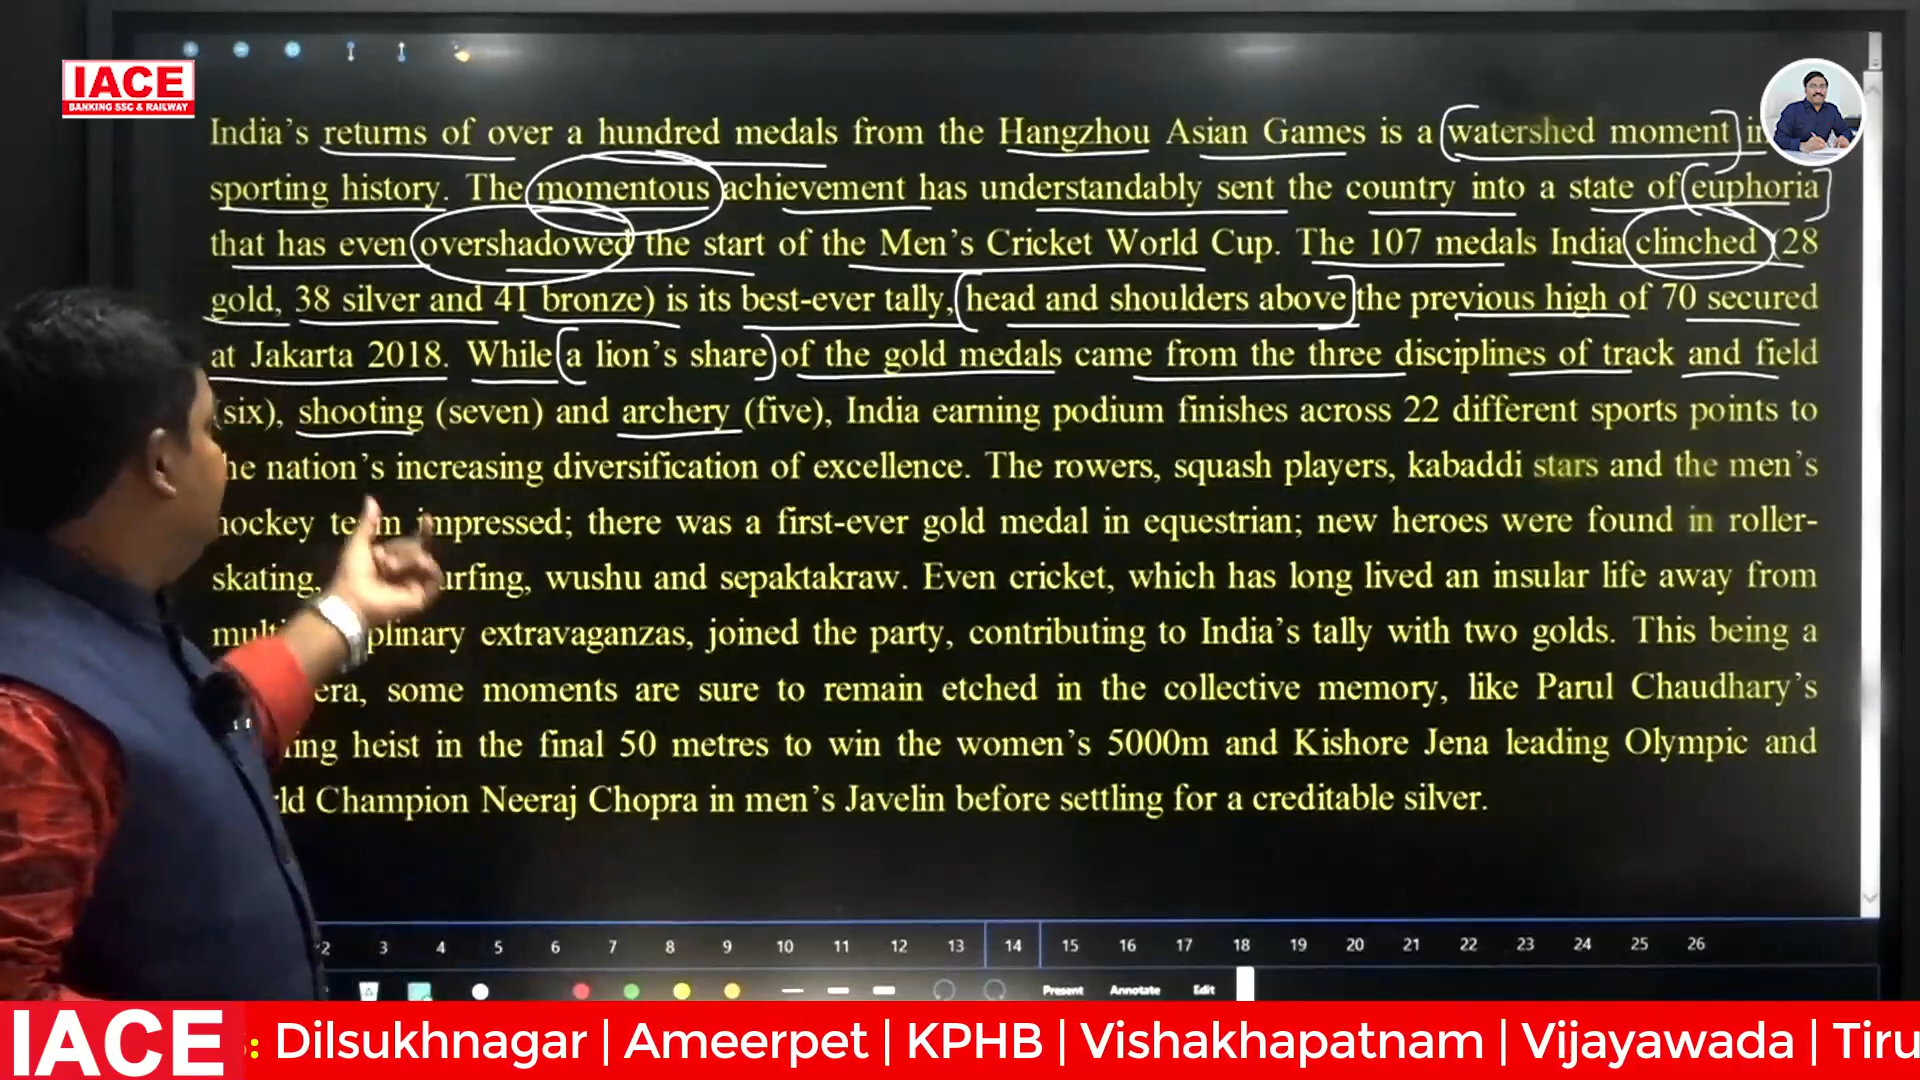 IACE
BANKING SSC & RAILWAY
India's returns of over a hundred medals from the Hangzhou Asian Games is a watershed moment in
sporting history. The momentous achievement has understandably sent the country into a state of euphoria
that has even overshadowed the start of the Men's Cricket World Cup. The 107 medals India clinched (28
gold, 38 silver and 41 bronze) is its best-ever tally, head and shoulders above the previous high of 70 secured
at Jakarta 2018. While a lion's share of the gold medals came from the three disciplines of track and field
(six), shooting (seven) and archery (five), India earning podium finishes across 22 different sports points to
nation's increasing diversification of excellence. The rowers, squash players, kabaddi stars and the men's
hockey team impressed; there was a first-ever gold medal in equestrian; new heroes were found in roller-
skating, wushu and sepaktakraw. Even cricket, which has long lived an insular life away from
extravaganzas, joined the party, contributing to India's tally with two golds. This being a
era, some moments are sure to remain etched in the collective memory, like Parul Chaudhary's
heist in the final 50 metres to win the women's 5000m and Kishore Jena leading Olympic and
Champion Neeraj Chopra in men's Javelin before settling for a creditable silver.
2 3 4 5 6 7 8 9 10 11 12 13 14 15 16 17 18 19 20 21 22 23 24 25 26
Present Annotate Edit
IACE : Dilsukhnagar | Ameerpet | KPHB | Vishakhapatnam | Vijayawada | Tiru